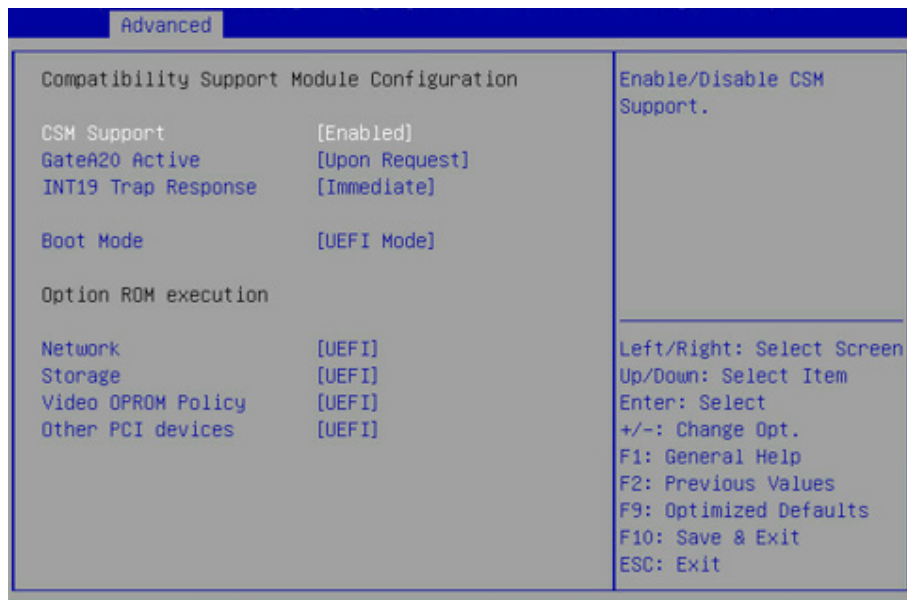 Advanced
Compatibility Support Module Configuration
CSM Support [Enabled]
GateA20 Active [Upon Request]
INT19 Trap Response [Immediate]
Boot Mode [UEFI Mode]
Option ROM execution
Network [UEFI]
Storage [UEFI]
Video OPROM Policy [UEFI]
Other PCI devices [UEFI]
Enable/Disable CSM
Support.
Left/Right: Select Screen
Up/Down: Select Item
Enter: Select
+/-: Change Opt.
F1: General Help
F2: Previous Values
F9: Optimized Defaults
F10: Save & Exit
ESC: Exit